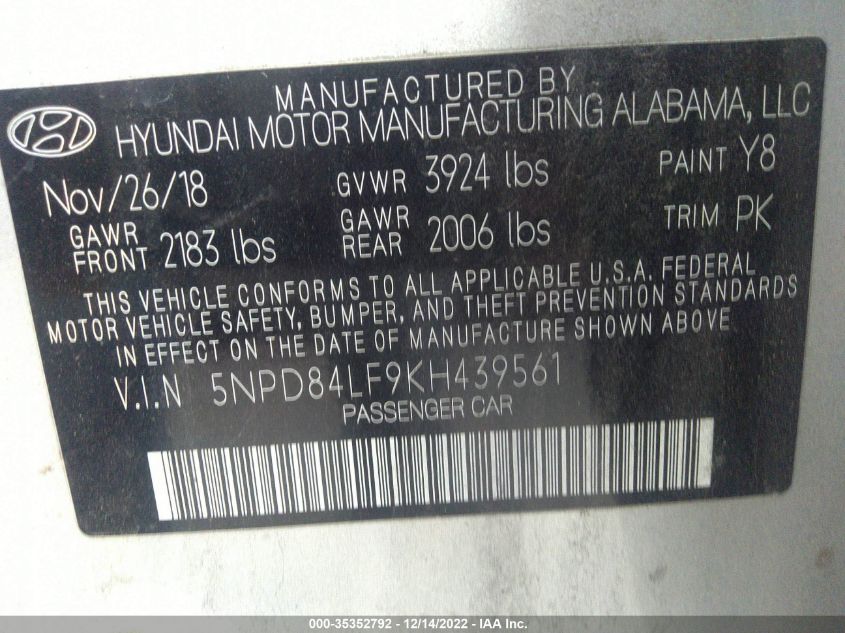 MANUFACTURED BY
HYUNDAI MOTOR MANUFACTURING ALABAMA, LLC
Nov/26/18 GVWR 3924 lbs PAINT Y8
GAWR FRONT 2183 lbs GAWR REAR 2006 lbs TRIM PK
THIS VEHICLE CONFORMS TO ALL APPLICABLE U.S.A. FEDERAL
MOTOR VEHICLE SAFETY, BUMPER, AND THEFT PREVENTION STANDARDS
IN EFFECT ON THE DATE OF MANUFACTURE SHOWN ABOVE
V.I.N 5NPD84LF9KH439561
PASSENGER CAR
000-35352792 - 12/14/2022 - IAA Inc.